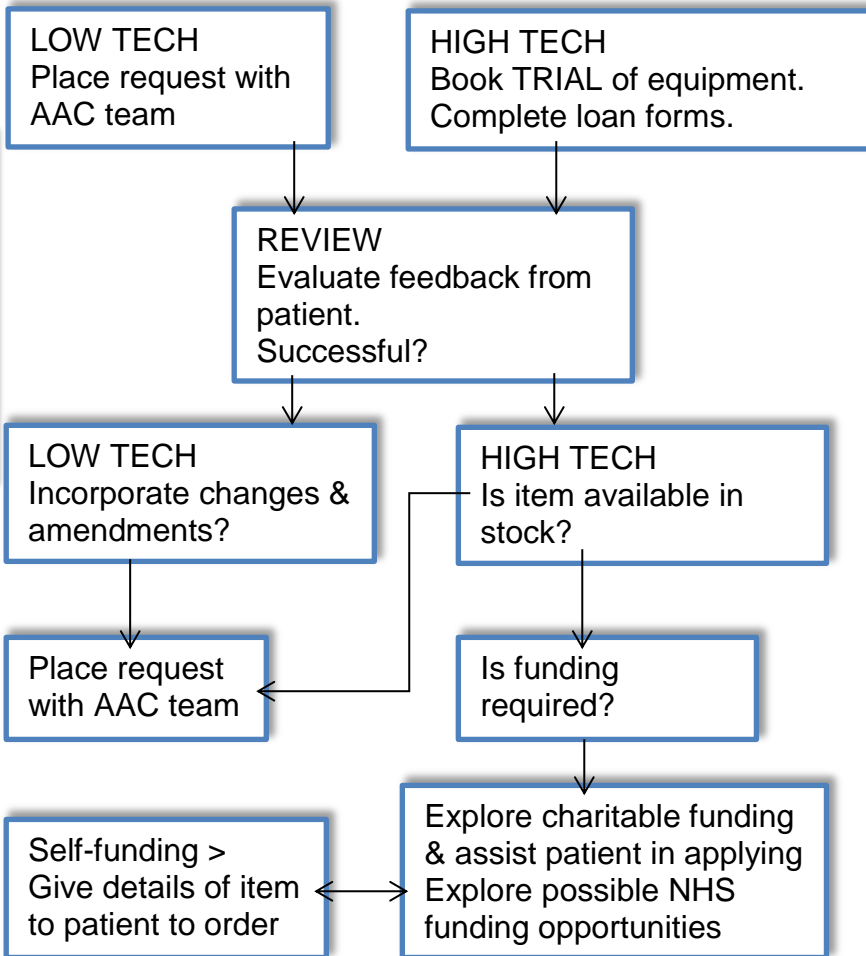 LOW TECH
Place request with
AAC team
HIGH TECH
Book TRIAL of equipment.
Complete loan forms.
REVIEW
Evaluate feedback from
patient.
Successful?
LOW TECH
Incorporate changes &
amendments?
HIGH TECH
Is item available in
stock?
Place request
with AAC team
Is funding
required?
Self-funding >
Give details of item
to patient to order
Explore charitable funding
& assist patient in applying
Explore possible NHS
funding opportunities